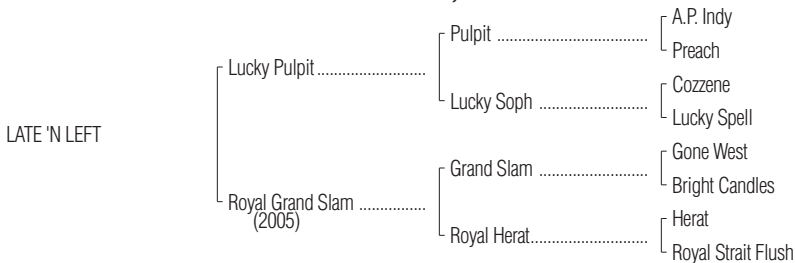 A.P. Indy
Pulpit ................................................
Preach
Lucky Pulpit ..........................
Cozzene
Lucky Soph ..................................
Lucky Spell
LATE 'N LEFT
Gone West
Grand Slam ..................................
Bright Candles
Royal Grand Slam ................
(2005)
Herat
Royal Herat....................................
Royal Strait Flush